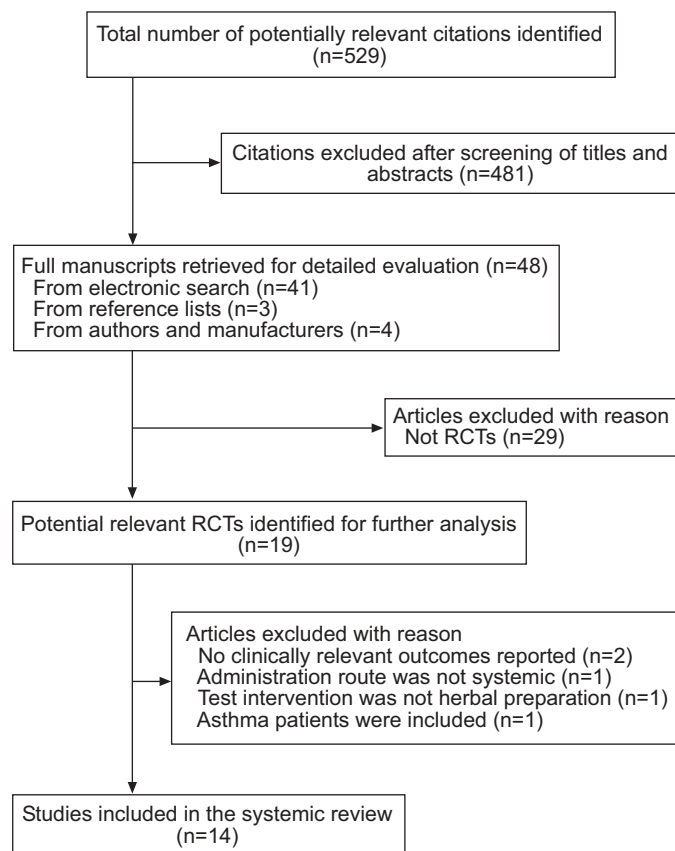 Total number of potentially relevant citations identified
(n=529)
Citations excluded after screening of titles and
abstracts (n=481)
Full manuscripts retrieved for detailed evaluation (n=48)
From electronic search (n=41)
From reference lists (n=3)
From authors and manufacturers (n=4)
Articles excluded with reason
Not RCTs (n=29)
Potential relevant RCTs identified for further analysis
(n=19)
Articles excluded with reason
No clinically relevant outcomes reported (n=2)
Administration route was not systemic (n=1)
Test intervention was not herbal preparation (n=1)
Asthma patients were included (n=1)
Studies included in the systemic review
(n=14)